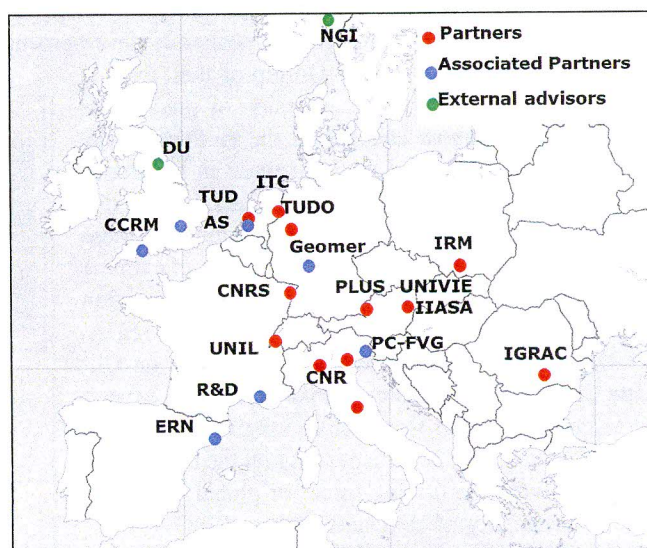 NGI
Partners
Associated Partners
External advisors
DU
ITC
TUD
TUDO
CCRM
AS
Geomer
IRM
CNRS
PLUS
UNIVIE
IIASA
UNIL
PC-FVG
CNR
IGRAC
R&D
ERN